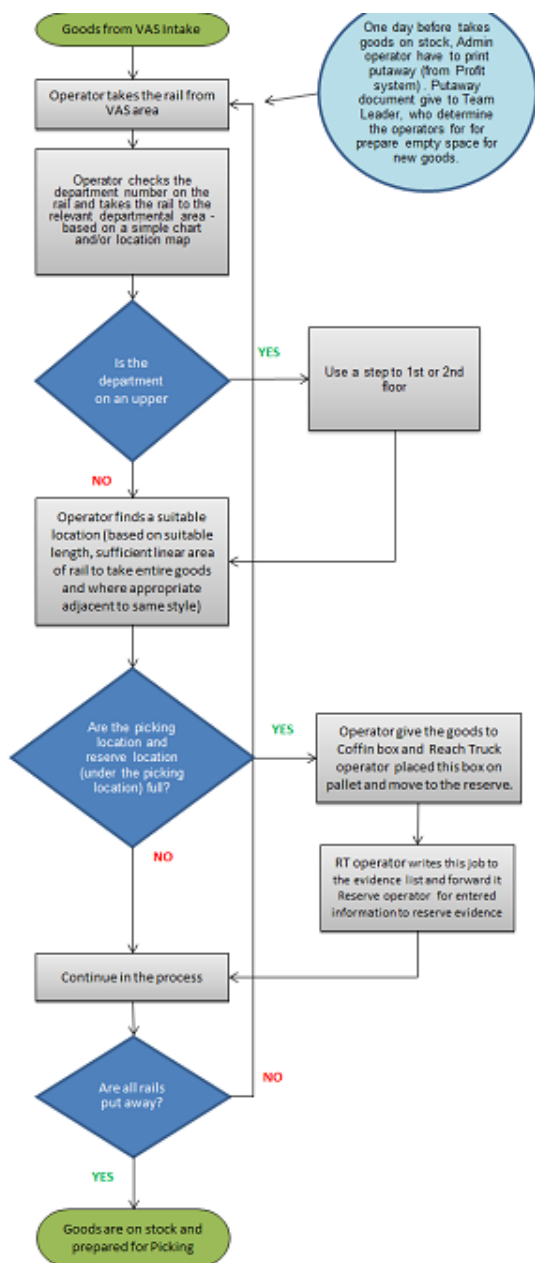 Goods from VAS Intake
One day before takes
goods on stock, Admin
operator have to print
putaway (from Profit
system) . Putaway
document give to Team
Leader, who determine
the operators for for
prepare empty space for
new goods.
Operator takes the rail from
VAS area
Operator checks the
department number on the
rail and takes the rail to the
relevant departmental area -
based on a simple chart
and/or location map
Is the
department
on an upper
YES
Use a step to 1st or 2nd
floor
NO
Operator finds a suitable
location (based on suitable
length, sufficient linear area
of rail to take entire goods
and where appropriate
adjacent to same style)
Are the picking
location and
reserve location
(under the picking
location) full?
YES
Operator give the goods to
Coffin box and Reach Truck
operator placed this box on
pallet and move to the reserve.
NO
RT operator writes this job to
the evidence list and forward it
Reserve operator for entered
information to reserve evidence
Continue in the process
Are all rails
put away?
NO
YES
Goods are on stock and
prepared for Picking